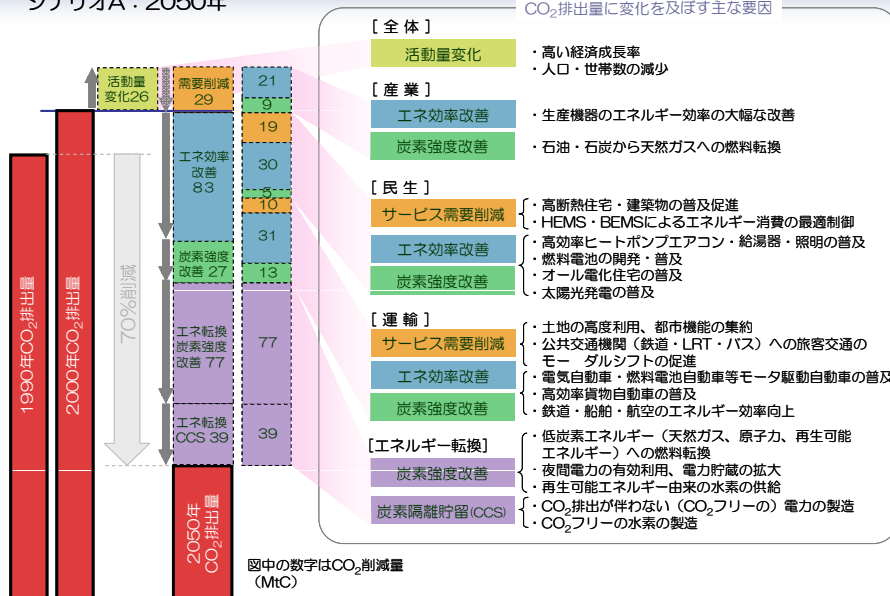 シナリオA：2050年
CO2排出量に変化を及ぼす主な要因
[ 全 体 ]
活動量変化
・高い経済成長率
・人口・世帯数の減少
[ 産 業 ]
エネ効率改善
・生産機器のエネルギー効率の大幅な改善
炭素強度改善
・石油・石炭から天然ガスへの燃料転換
[ 民 生 ]
サービス需要削減
・高断熱住宅・建築物の普及促進
・HEMS・BEMSによるエネルギー消費の最適制御
エネ効率改善
炭素強度改善
・高効率ヒートポンプエアコン・給湯器・照明の普及
・燃料電池の開発・普及
・オール電化住宅の普及
・太陽光発電の普及
[ 運 輸 ]
サービス需要削減
・土地の高度利用、都市機能の集約
・公共交通機関（鉄道・LRT・バス）への旅客交通の
モー　ダルシフトの促進
エネ効率改善
炭素強度改善
・電気自動車・燃料電池自動車等モータ駆動自動車の普及
・高効率貨物自動車の普及
・鉄道・船舶・航空のエネルギー効率向上
[エネルギー転換]
炭素強度改善
・低炭素エネルギー（天然ガス、原子力、再生可能
エネルギー）への燃料転換
・夜間電力の有効利用、電力貯蔵の拡大
・再生可能エネルギー由来の水素の供給
炭素隔離貯留(CCS)
・CO2排出が伴わない（CO2フリーの）電力の製造
・CO2フリーの水素の製造
1990年CO2排出量
2000年CO2排出量
70%削減
活動量
変化26
需要削減
29
エネ効率
改善
83
炭素強度
改善 27
エネ転換
炭素強度
改善 77
エネ転換
CCS 39
2050年
CO2排出量
21
9
19
30
5
10
31
13
77
39
図中の数字はCO2削減量
（MtC）